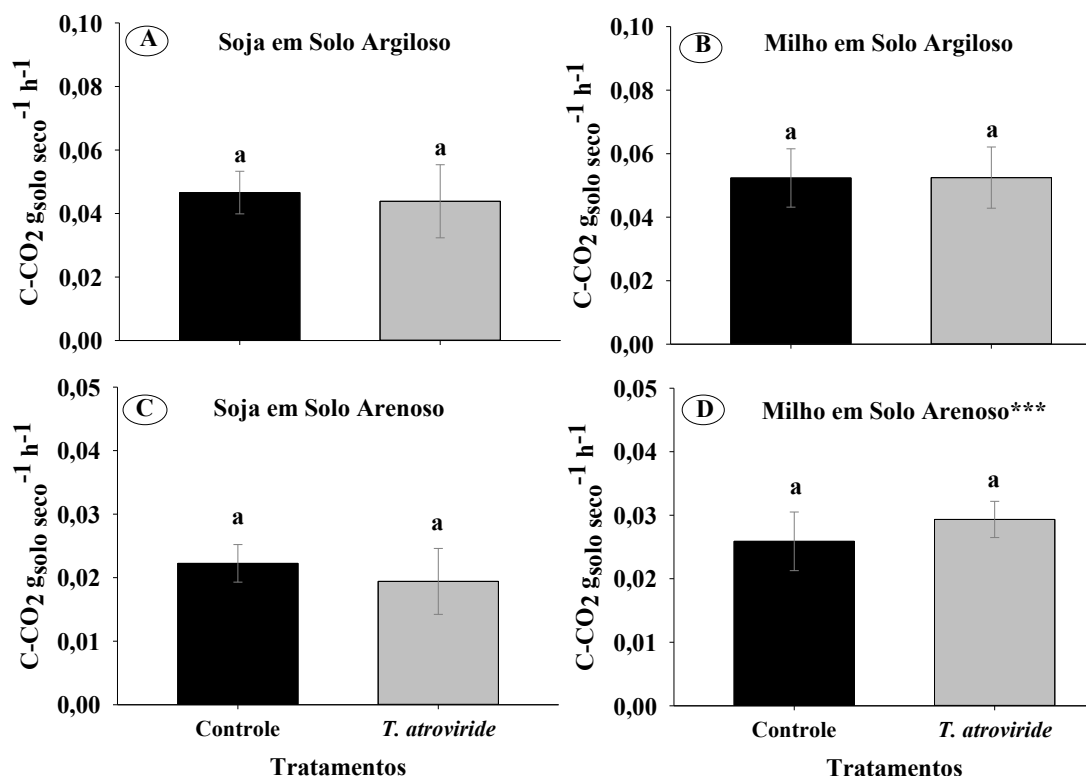 A Soja em Solo Argiloso
C-CO2 gsolo seco-1 h-1
0,10
0,08
0,06
0,04
0,02
0,00
a
a
B Milho em Solo Argiloso
C-CO2 gsolo seco-1 h-1
0,10
0,08
0,06
0,04
0,02
0,00
a
a
C Soja em Solo Arenoso
C-CO2 gsolo seco-1 h-1
0,05
0,04
0,03
0,02
0,01
0,00
a
a
Controle
T. atroviride
Tratamentos
D Milho em Solo Arenoso***
C-CO2 gsolo seco-1 h-1
0,05
0,04
0,03
0,02
0,01
0,00
a
a
Controle
T. atroviride
Tratamentos